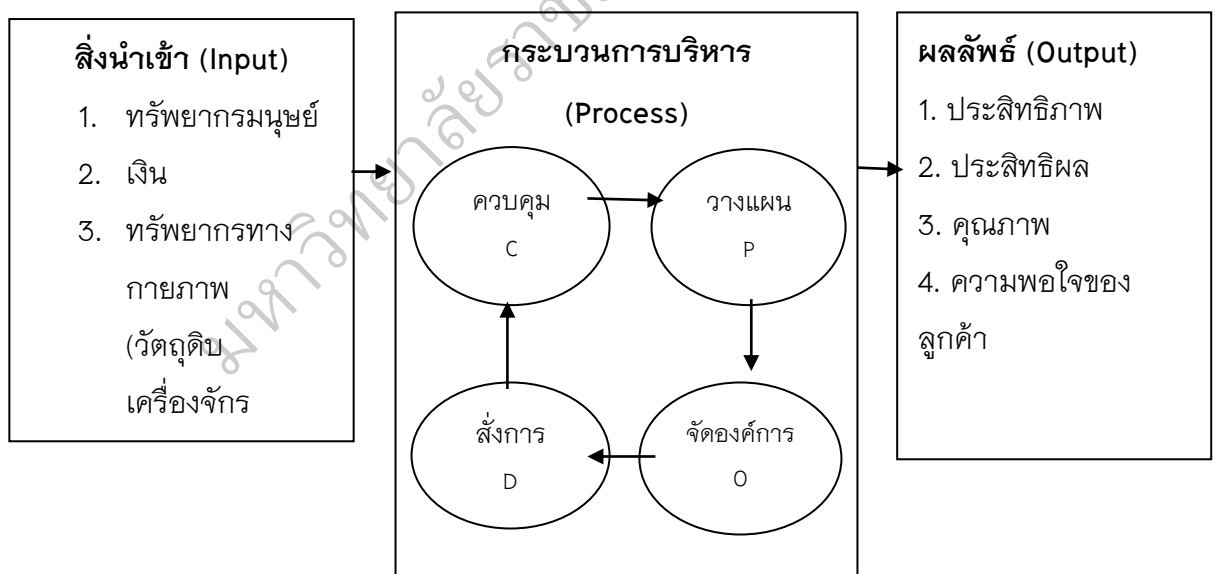 สิ่งนำเข้า (Input)
1. ทรัพยากรมนุษย์
2. เงิน
3. ทรัพยากรทาง
กายภาพ
(วัตถุดิบ
เครื่องจักร
กระบวนการบริหาร
(Process)
ควบคุม
C
วางแผน
P
สั่งการ
D
จัดองค์การ
O
ผลลัพธ์ (Output)
1. ประสิทธิภาพ
2. ประสิทธิผล
3. คุณภาพ
4. ความพอใจของ
ลูกค้า